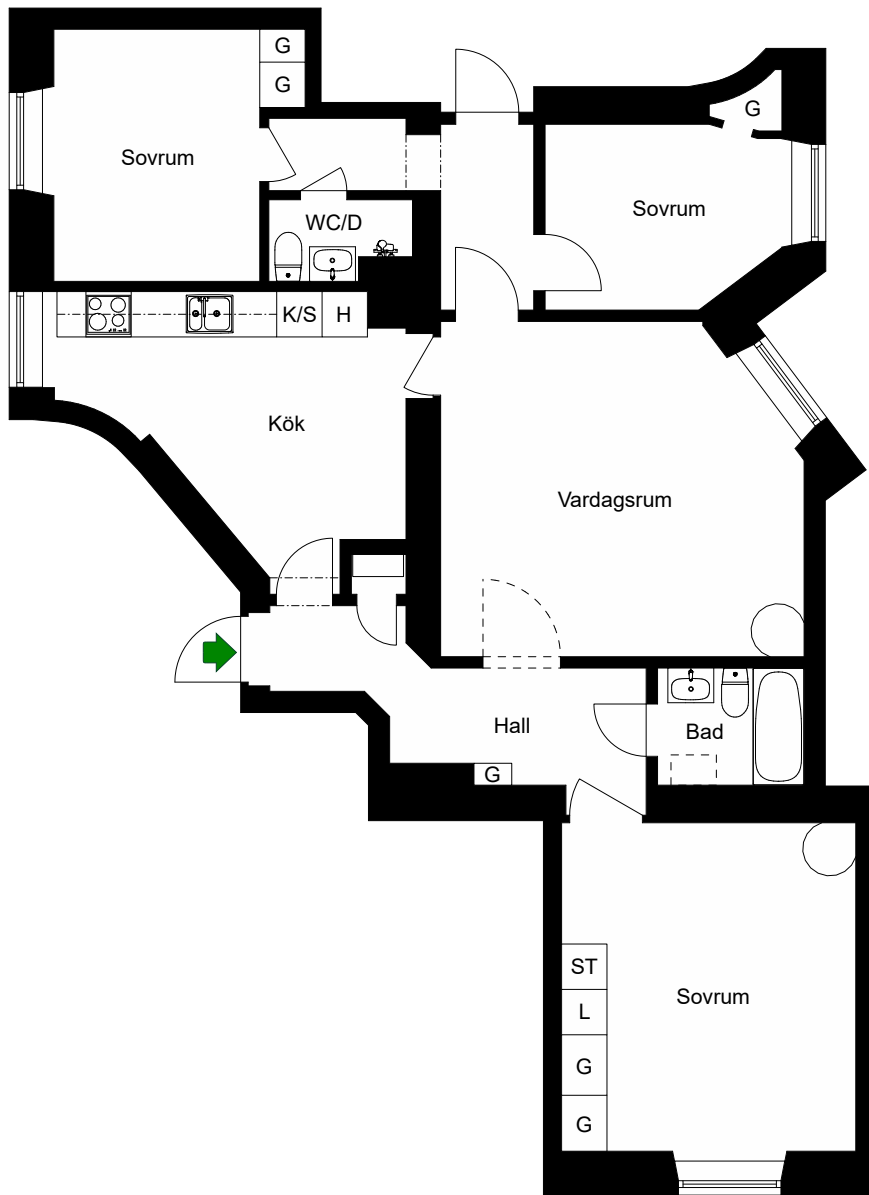 G
G
Sovrum
G
Sovrum
WC/D
K/S
H
Kök
Vardagsrum
Hall
Bad
G
ST
L
G
G
Sovrum